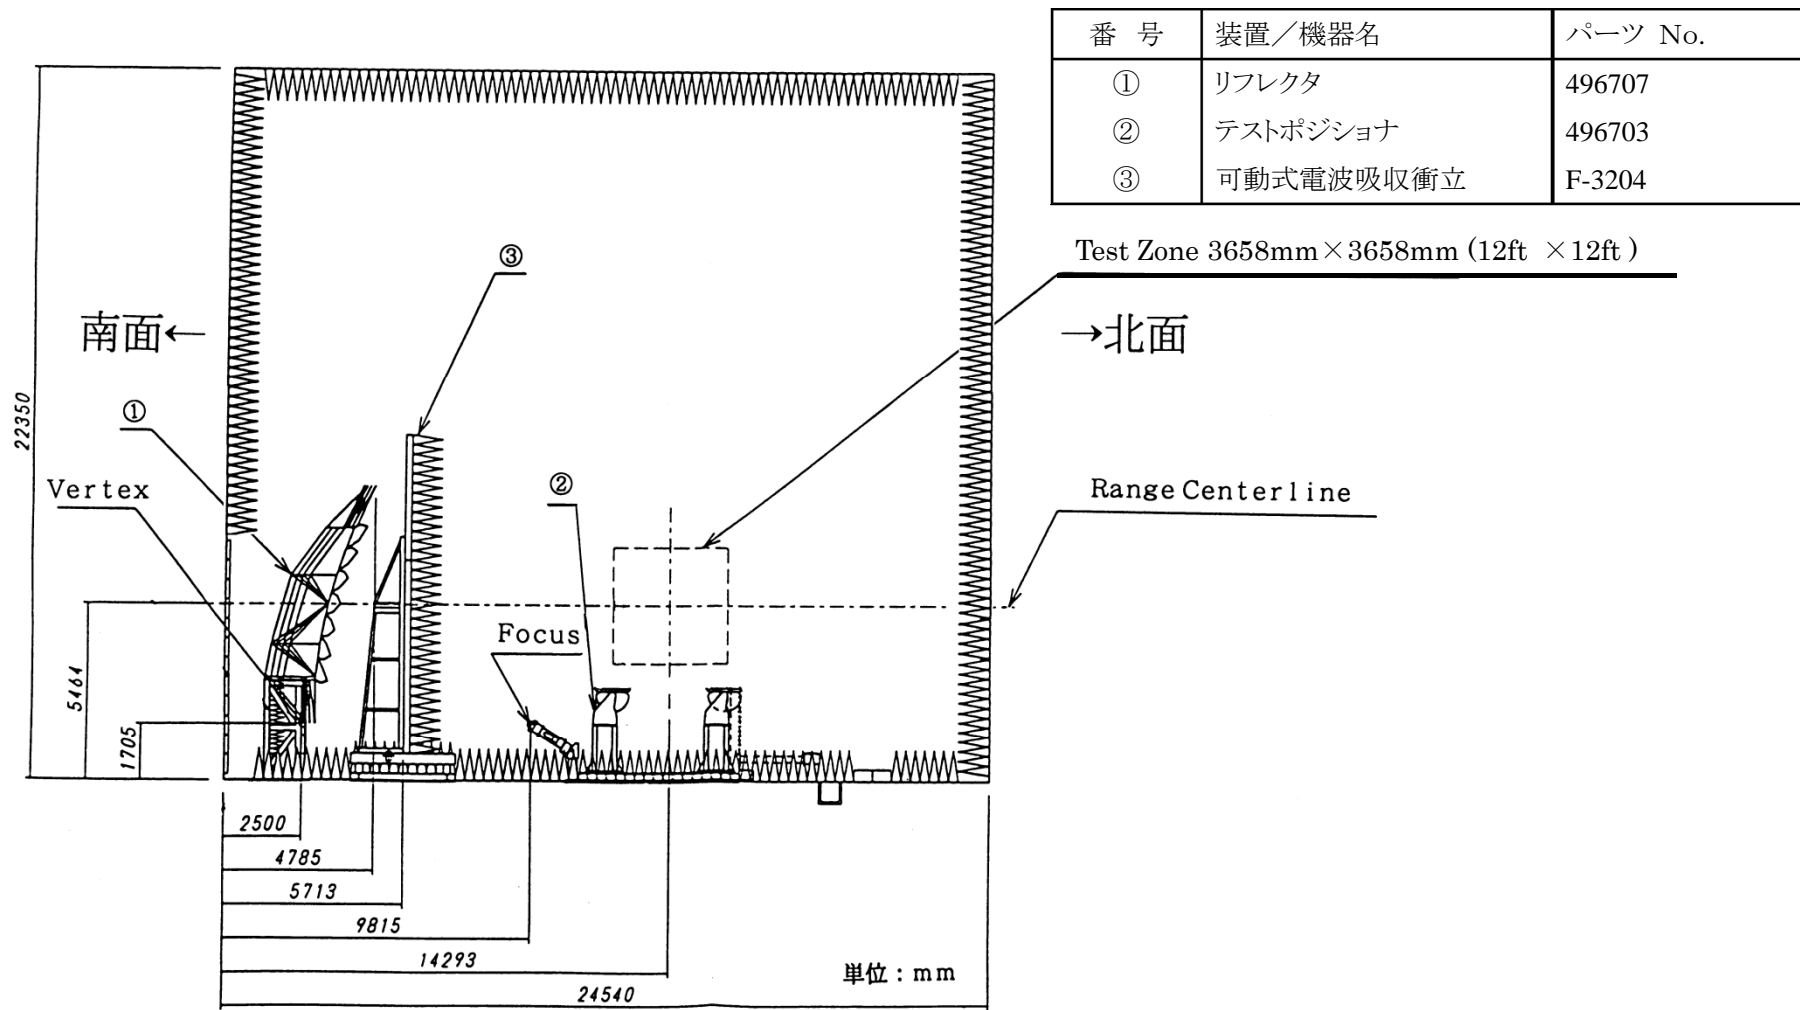 番 号 装置／機器名 パーツ No.
① リフレクタ 496707
② テストポジショナ 496703
③ 可動式電波吸収衝立 F-3204
Test Zone 3658mm×3658mm (12ft ×12ft )
③
南面←
→北面
22350
①
Vertex
②
Range Centerline
Focus
5464
1705
2500
4785
5713
9815
14293
単位：mm
24540